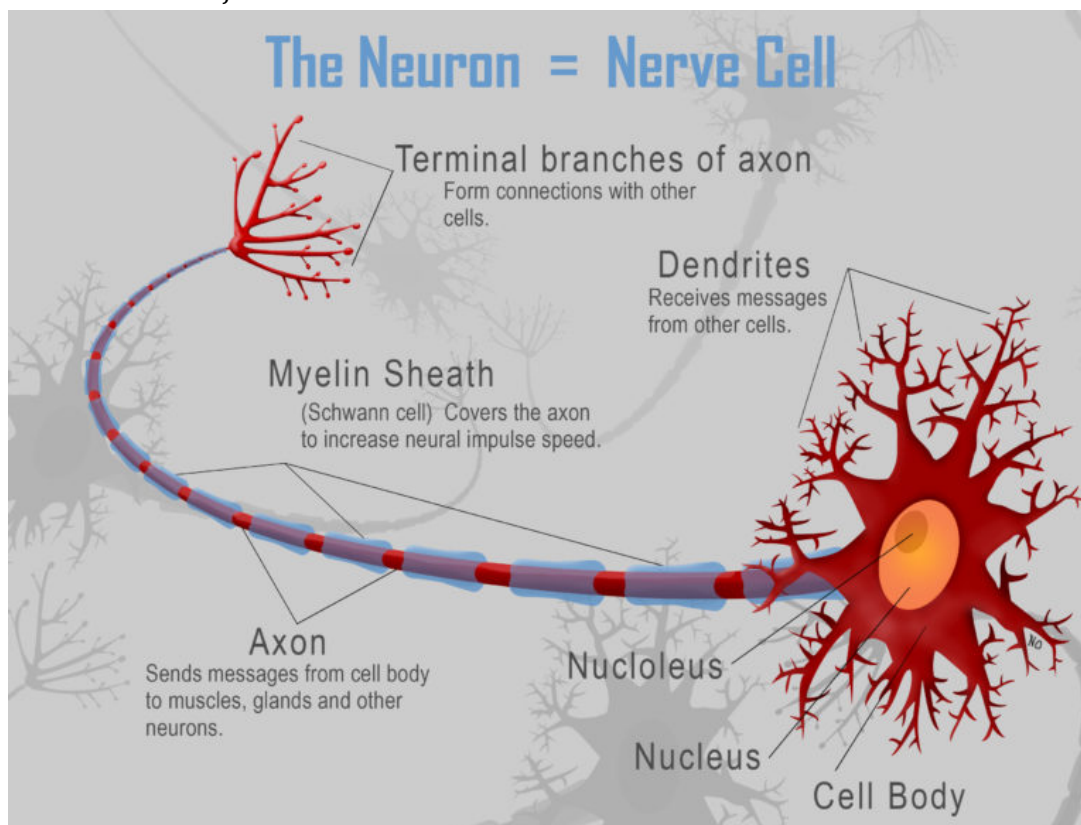 The Neuron = Nerve Cell
Terminal branches of axon
Form connections with other
cells.
Dendrites
Receives messages
from other cells.
Myelin Sheath
(Schwann cell) Covers the axon
to increase neural impulse speed.
Axon
Sends messages from cell body
to muscles, glands and other
neurons.
Nucloleus
Nucleus
Cell Body
NO